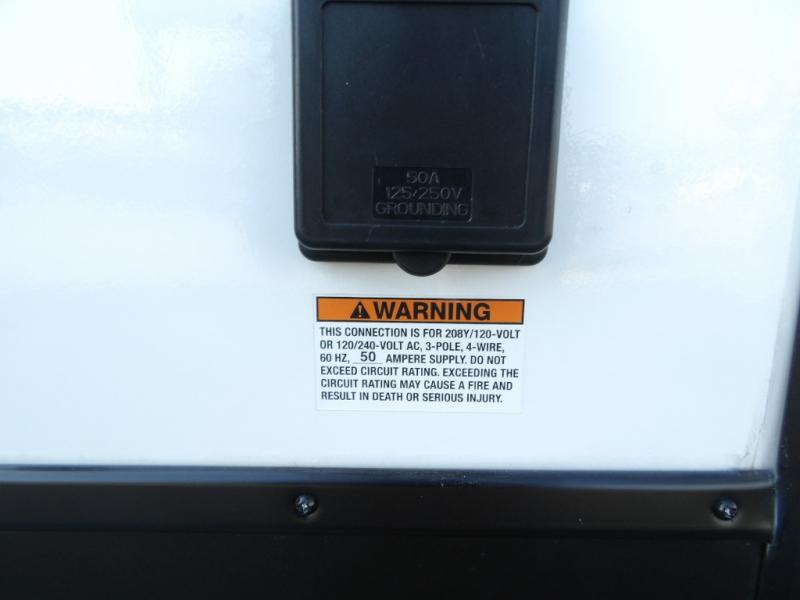 50A
125/250V
GROUNDING
WARNING
THIS CONNECTION IS FOR 208Y/120-VOLT
OR 120/240-VOLT AC, 3-POLE, 4-WIRE,
60 HZ, 50 AMPERE SUPPLY. DO NOT
EXCEED CIRCUIT RATING. EXCEEDING THE
CIRCUIT RATING MAY CAUSE A FIRE AND
RESULT IN DEATH OR SERIOUS INJURY.